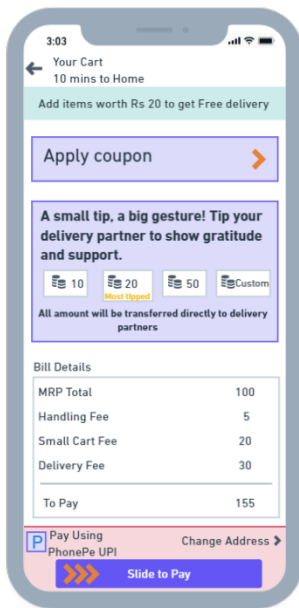 3:03
Your Cart
10 mins to Home
Add items worth Rs 20 to get Free delivery
Apply coupon
A small tip, a big gesture! Tip your
delivery partner to show gratitude
and support.
10 20 50 Custom
Most tipped
All amount will be transferred directly to delivery
partners
Bill Details
MRP Total 100
Handling Fee 5
Small Cart Fee 20
Delivery Fee 30
To Pay 155
P Pay Using
PhonePe UPI Change Address
Slide to Pay